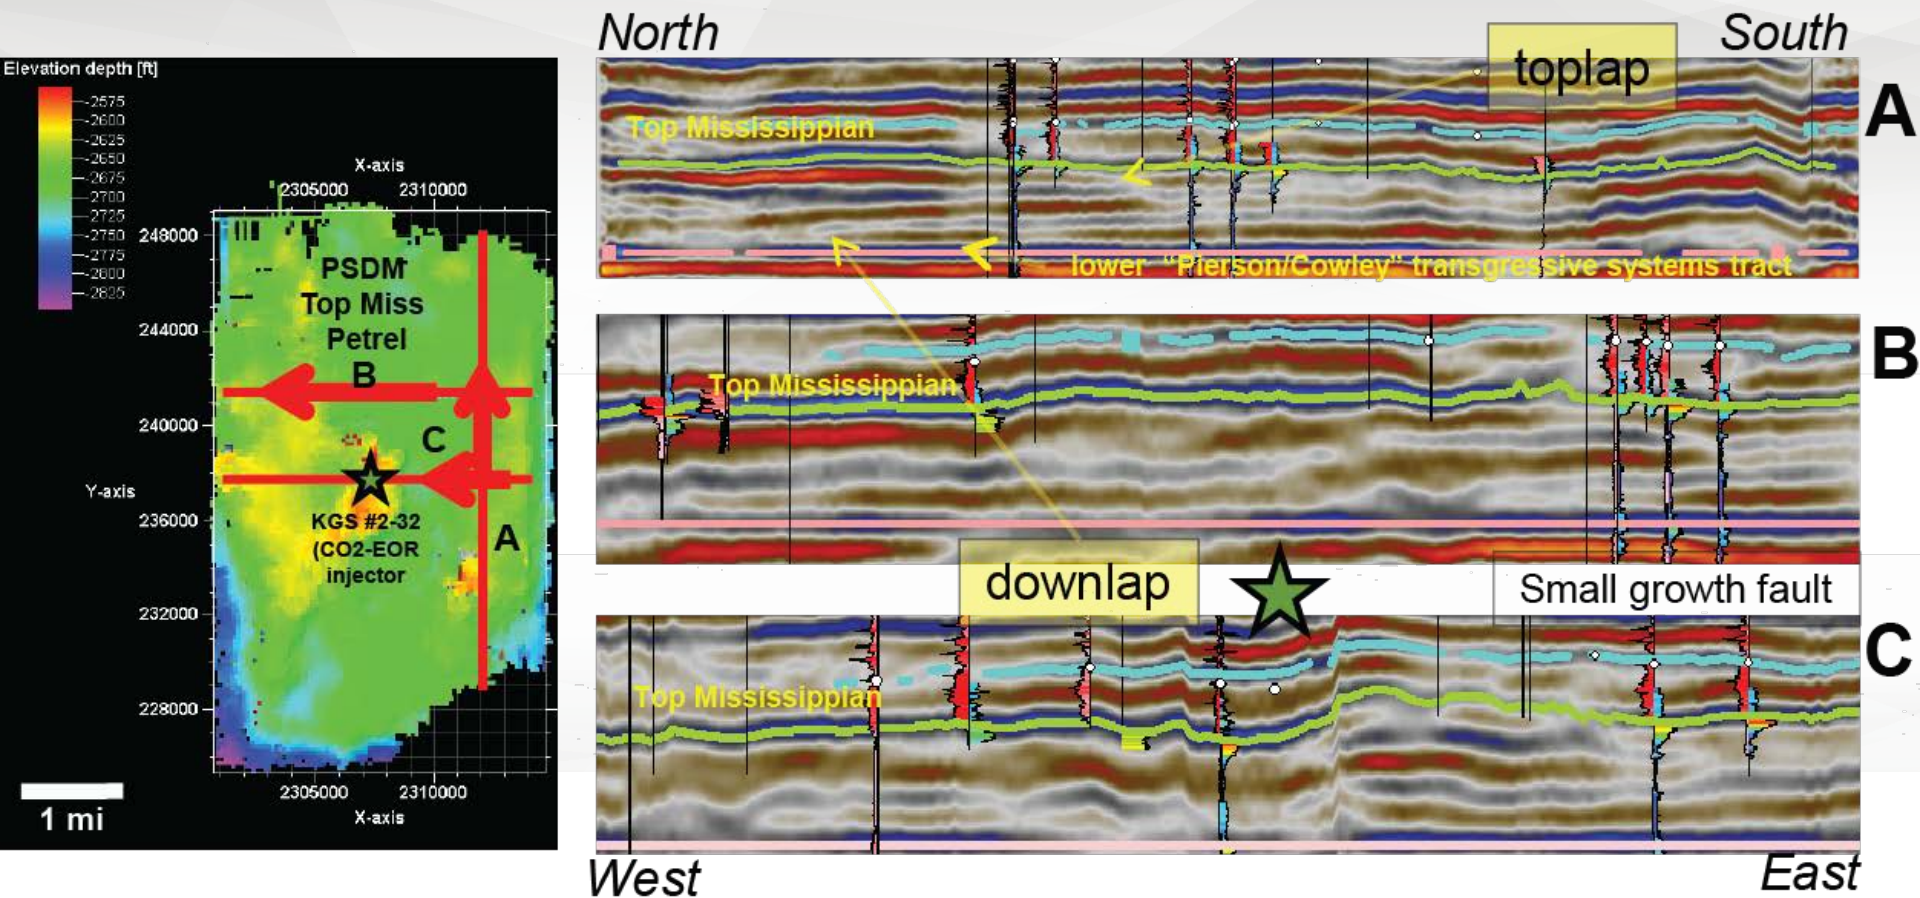 North
South
toplap
A
Elevation depth [ft]
-2575
-2600
-2625
-2650
-2675
-2700
-2725
-2750
-2775
-2800
-2825
X-axis
2305000 2310000
248000
244000
240000
236000
232000
228000
Y-axis
PSDM
Top Miss
Petrel
B
C
A
KGS #2-32
(CO2-EOR
injector
2305000 2310000
X-axis
1 mi
Top Mississippian
lower "Pierson/Cowley" transgressive systems tract
B
Top Mississippian
downlap
Small growth fault
C
Top Mississippian
West
East